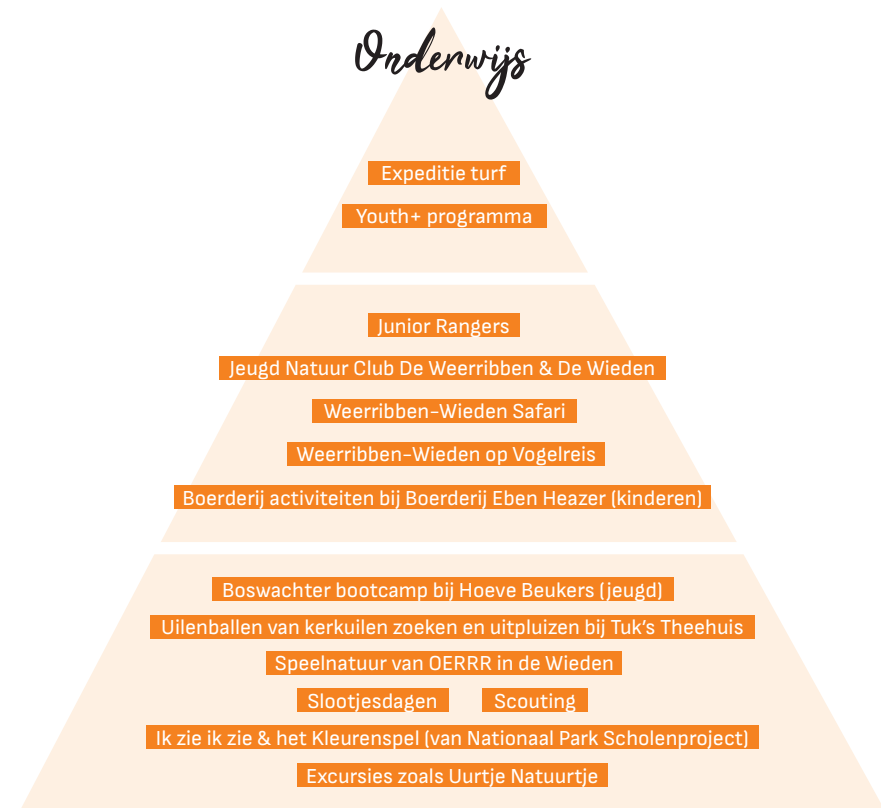 Onderwijs
Expeditie turf
Youth+ programma
Junior Rangers
Jeugd Natuur Club De Weerribben & De Wieden
Weerribben-Wieden Safari
Weerribben-Wieden op Vogelreis
Boerderij activiteiten bij Boerderij Eben Heazer (kinderen)
Boswachter bootcamp bij Hoeve Beukers (jeugd)
Uilenballen van kerkuilen zoeken en uitpluizen bij Tuk's Theehuis
Speelnatuur van OERRR in de Wieden
Slootjesdagen Scouting
Ik zie ik zie & het Kleurenspel (van Nationaal Park Scholenproject)
Excursies zoals Uurtje Natuurtje